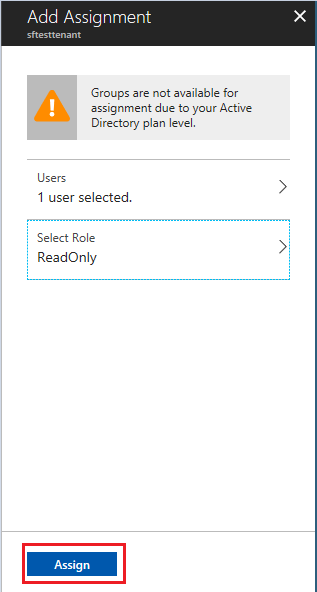 Add Assignment
sftesttenant
Groups are not available for
assignment due to your Active
Directory plan level.
Users
1 user selected.
Select Role
ReadOnly
Assign